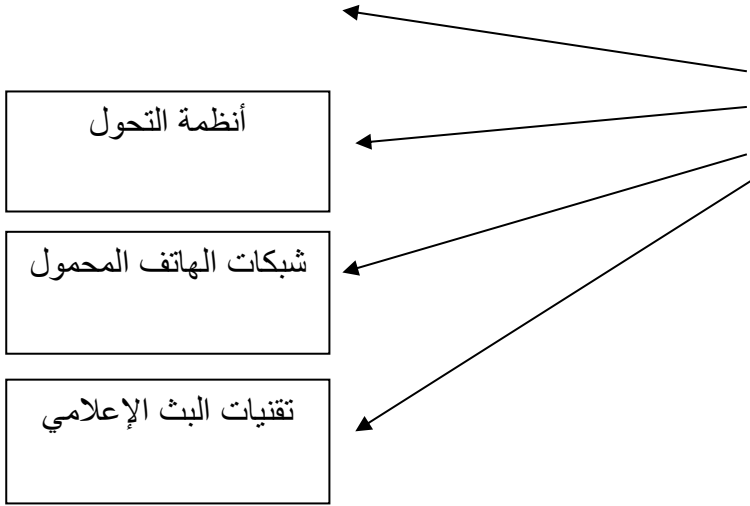 أنظمة التحول
شبكات الهاتف المحمول
تقنيات البث الإعلامي